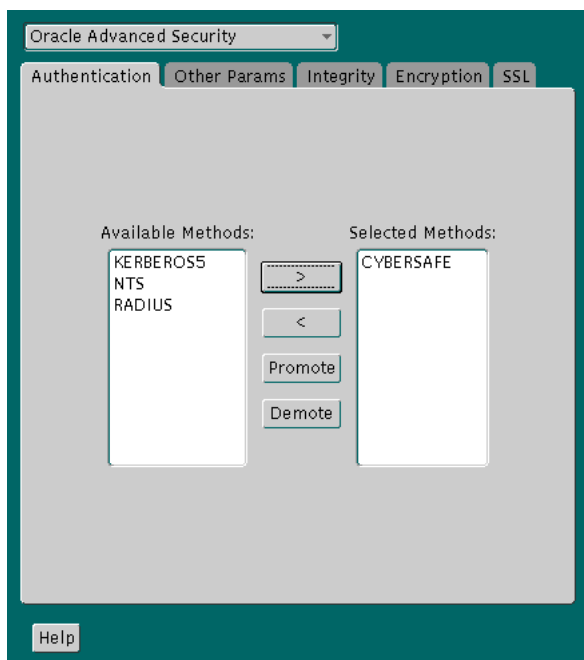 Oracle Advanced Security
Authentication Other Params Integrity Encryption SSL
Available Methods: Selected Methods:
KERBEROS5
NTS
RADIUS
>
<
Promote
Demote
CYBERSAFE
Help